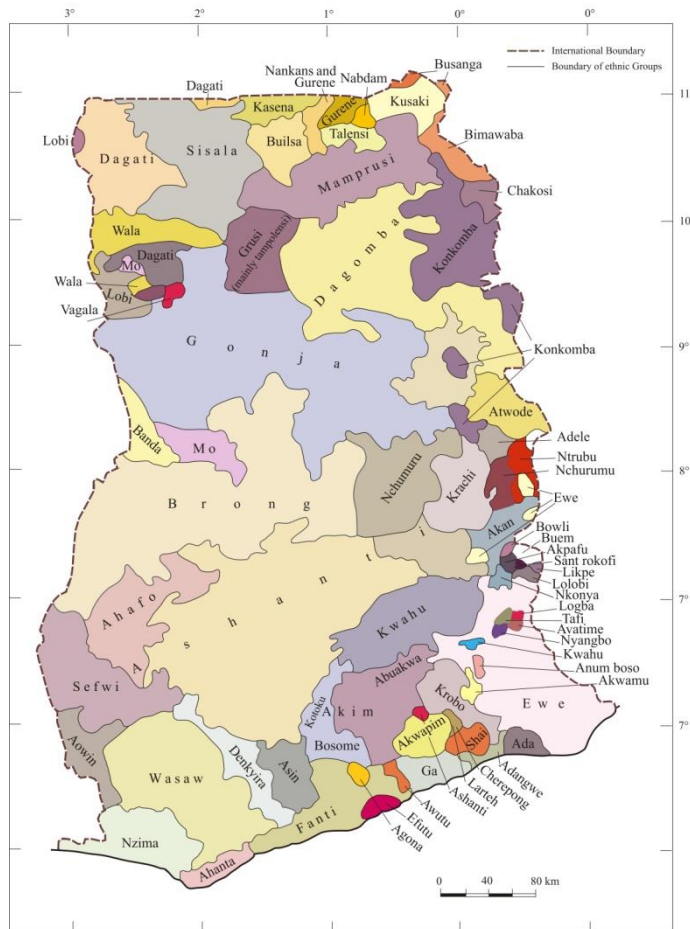 3°
2°
1°
0°
0°
International Boundary
Boundary of ethnic Groups
Busanga
Nankans and
Gurene
Nabdam
Dagati
Kasena
Gurene
Kusaki
11
Lobi
Dagati
Sisala
Builsa
Talensi
Bimawaba
Mamprusi
Chakosi
10
Wala
Grusi
(mainly tampolensi)
Dagomba
Konkomba
Dagati
Mo
Wala
Lobi
Vagala
Gonja
9°
Konkomba
Atwode
Banda
Mo
Adele
Ntrubu
Nchurumu
8°
Nchumuru
Krachi
Ewe
Brong
Akan
Bowli
Buem
Akpafu
Sant rokofi
Likpe
Lolobi
Nkonya
7°
Ahafo
Ashanti
Kwahu
Logba
Tafi
Avatime
Nyangbo
Kwahu
Anum boso
Akwamu
Sefwi
Abuakwa
Krobo
Ewe
Kotoku
Akim
7°
Aowin
Denkyira
Bosome
Akwapim
Shai
Ada
Wasaw
Asin
Ga
Adangwe
Cherepong
Larteh
Ashanti
Awutu
Efutu
Agona
Fanti
Nzima
Ahanta
0 40 80 km
3°
2°
1°
0°
0°